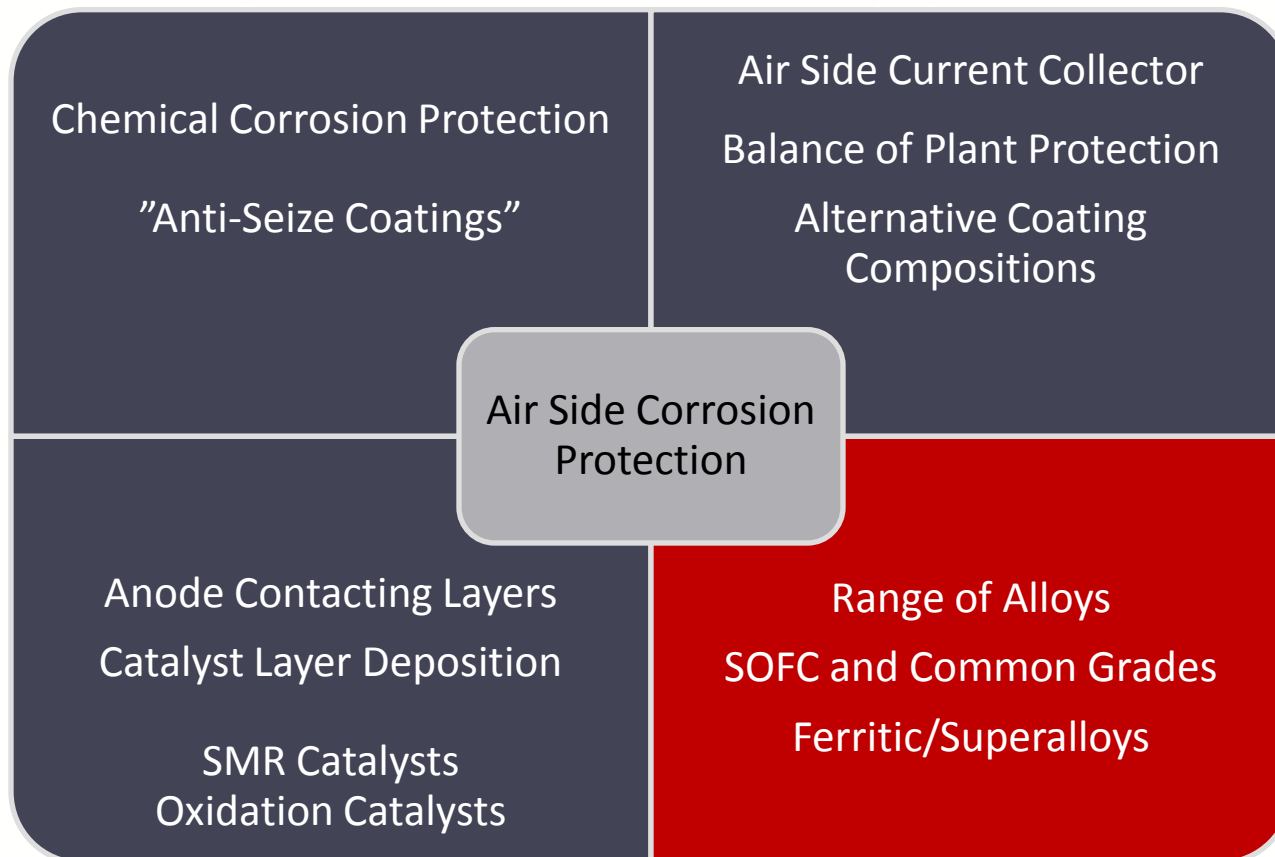 Chemical Corrosion Protection
”Anti-Seize Coatings”
Air Side Current Collector
Balance of Plant Protection
Alternative Coating
Compositions
Air Side Corrosion
Protection
Anode Contacting Layers
Catalyst Layer Deposition
SMR Catalysts
Oxidation Catalysts
Range of Alloys
SOFC and Common Grades
Ferritic/Superalloys